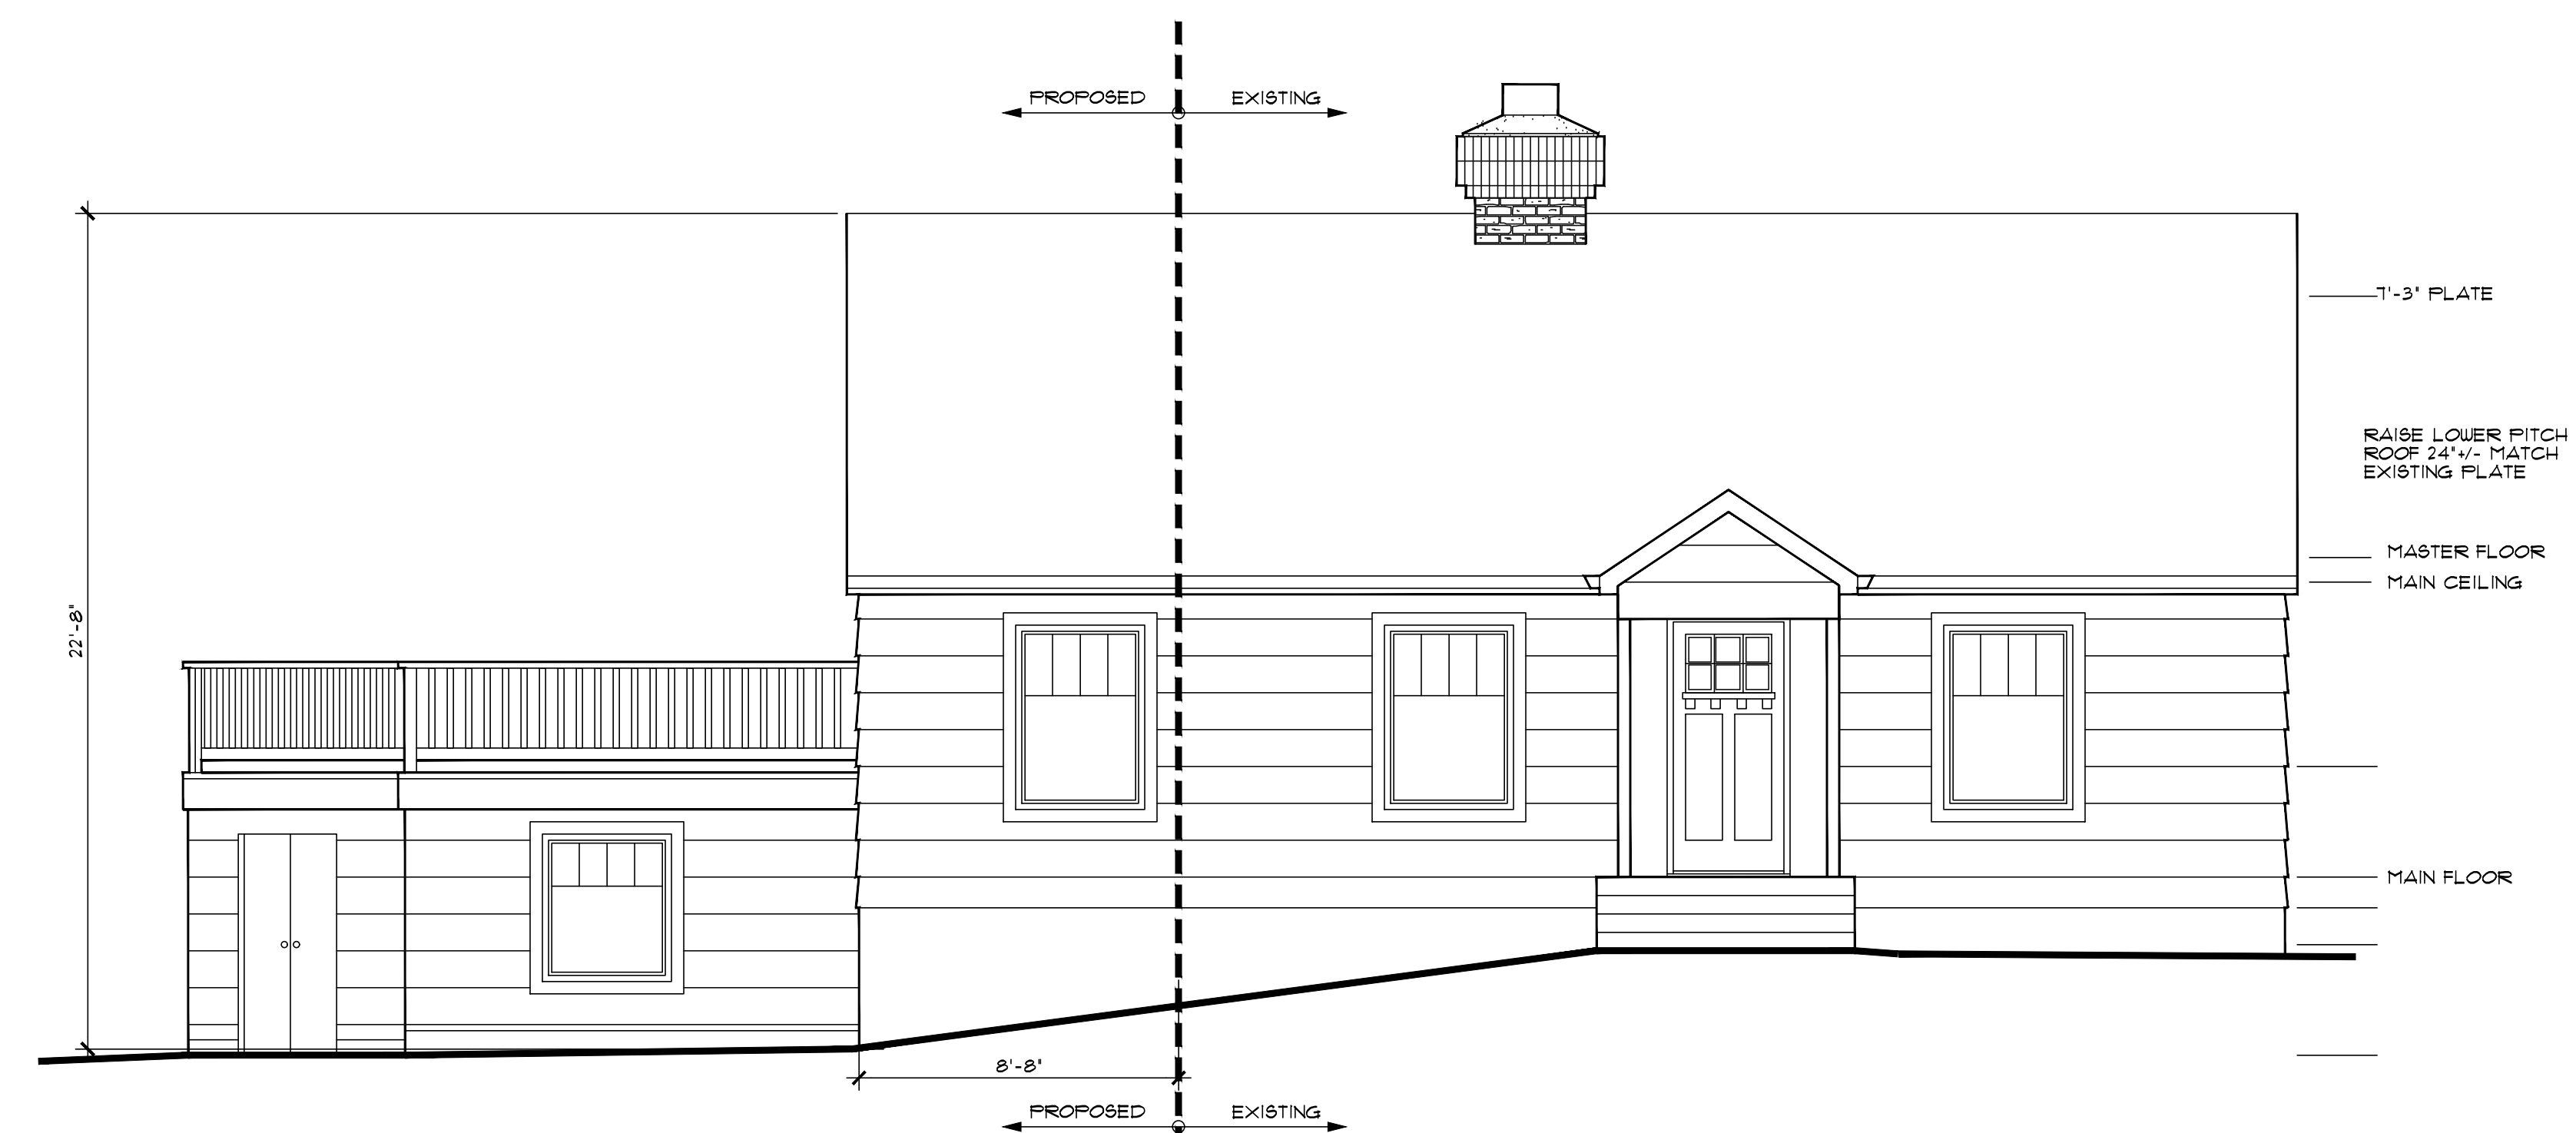 PROPOSED
EXISTING
7'-3" PLATE
RAISE LOWER PITCH
ROOF 24"+/- MATCH
EXISTING PLATE
MASTER FLOOR
MAIN CEILING
22'-8"
MAIN FLOOR
8'-8"
PROPOSED
EXISTING